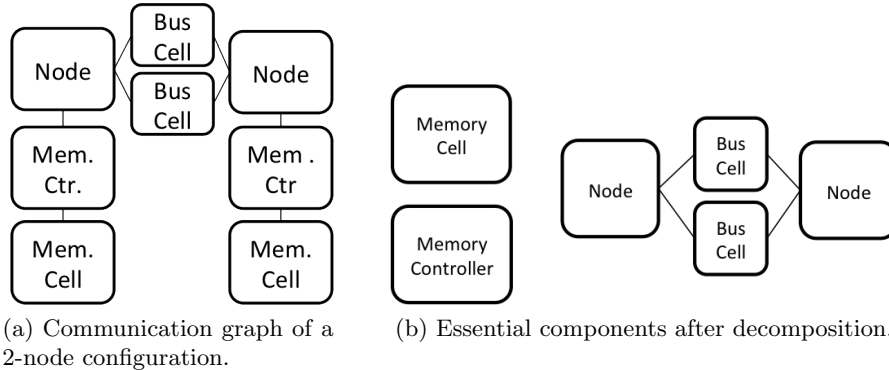 Bus
Cell
Node
Node
Bus
Cell
Mem.
Ctr.
Mem .
Ctr
Mem.
Cell
Mem.
Cell
(a) Communication graph of a
2-node configuration.
Memory
Cell
Memory
Controller
Node
Bus
Cell
Bus
Cell
Node
(b) Essential components after decomposition.